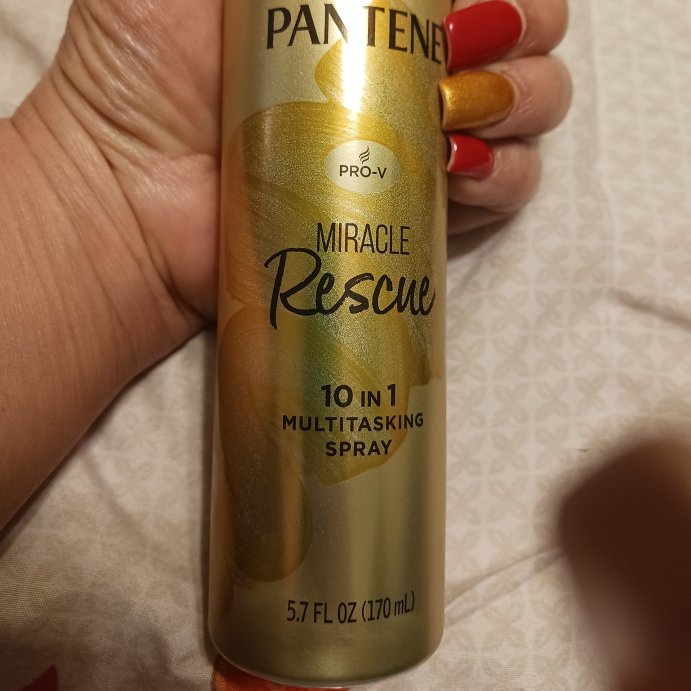 PANTENE
PRO-V
MIRACLE
Rescue
10 IN 1
MULTITASKING
SPRAY
5.7 FL OZ (170 mL)